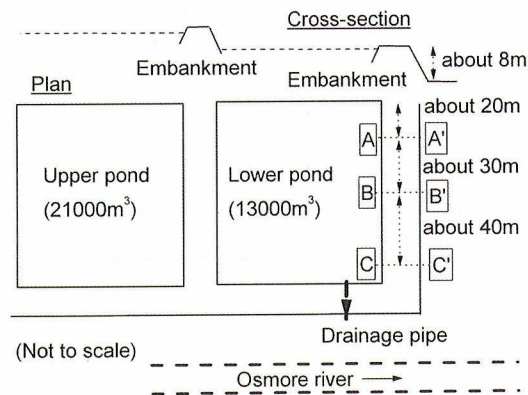 Cross-section
Embankment
Embankment
about 8m
Plan
about 20m
A
A'
Upper pond
(21000m³)
Lower pond
(13000m³)
about 30m
B
B'
about 40m
C
C'
Drainage pipe
(Not to scale)
Osmore river